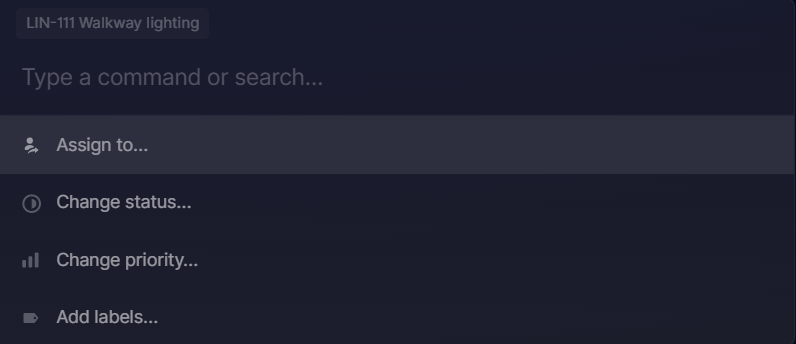 LIN-111 Walkway lighting
Type a command or search...
Assign to...
Change status...
Change priority...
Add labels...